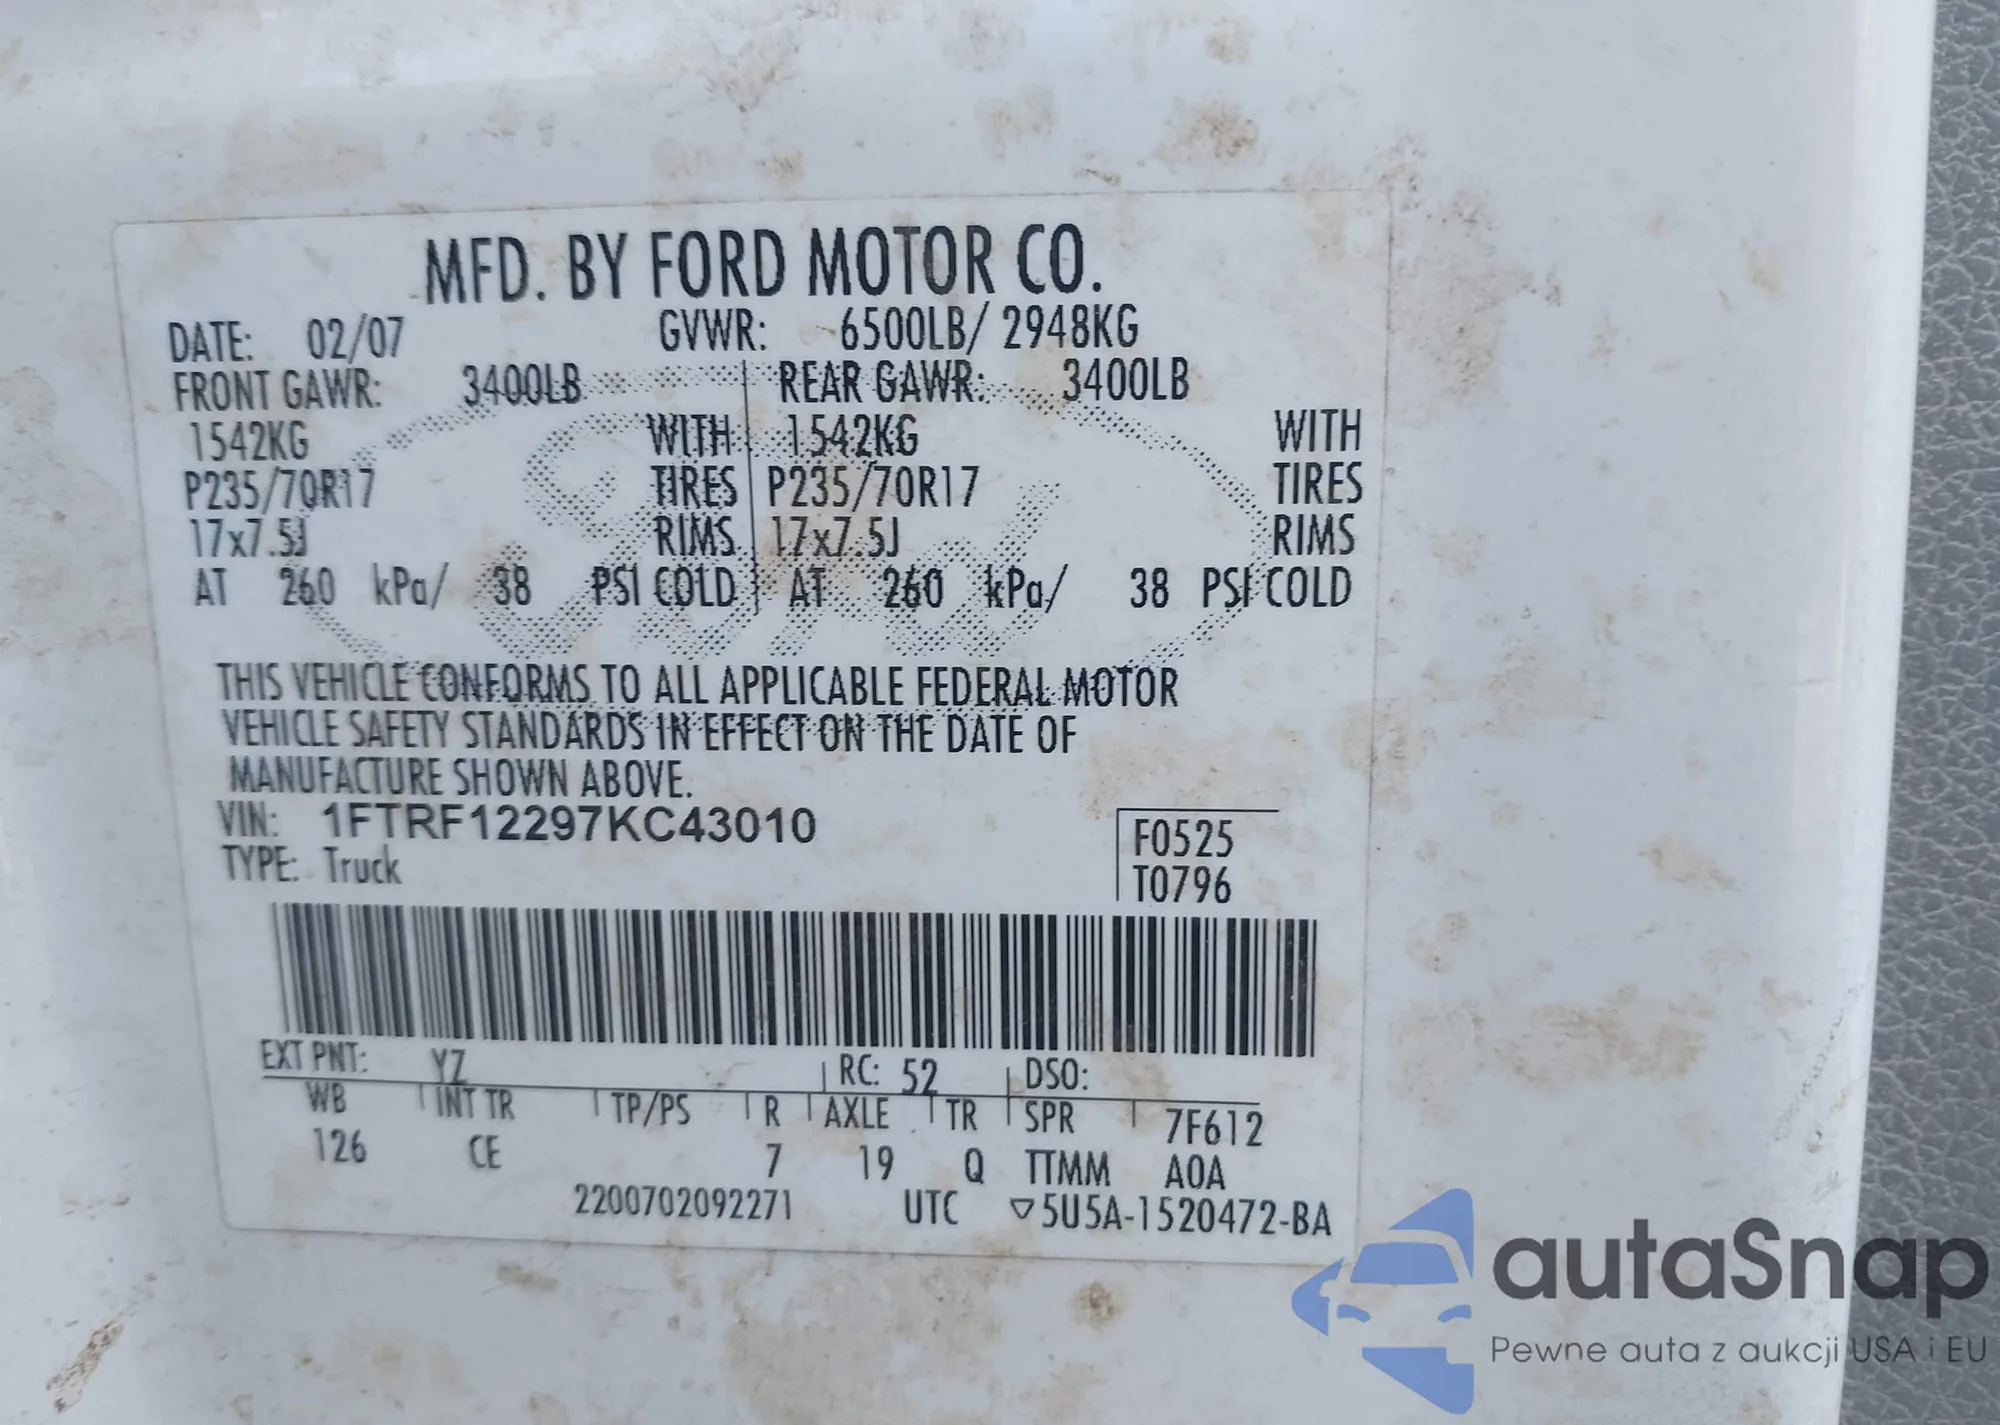 MFD. BY FORD MOTOR CO.
DATE: 02/07 GVWR: 6500LB/ 2948KG
FRONT GAWR: 3400LB REAR GAWR: 3400LB
1542KG WITH 1542KG WITH
P235/70R17 TIRES P235/70R17 TIRES
17x7.5J RIMS 17x7.5J RIMS
AT 260 kPa/ 38 PSI COLD AT 260 kPa/ 38 PSI COLD
THIS VEHICLE CONFORMS TO ALL APPLICABLE FEDERAL MOTOR
VEHICLE SAFETY STANDARDS IN EFFECT ON THE DATE OF
MANUFACTURE SHOWN ABOVE.
VIN: 1FTRF12297KC43010
TYPE: Truck
F0525
T0796
EXT PNT: YZ RC: 52 DSO:
WB INT TR TP/PS R AXLE TR SPR 7F612
126 CE 7 19 Q TTMM A0A
2200702092271 UTC ▽5U5A-1520472-BA
autaSnap
Pewne auta z aukcji USA i EU